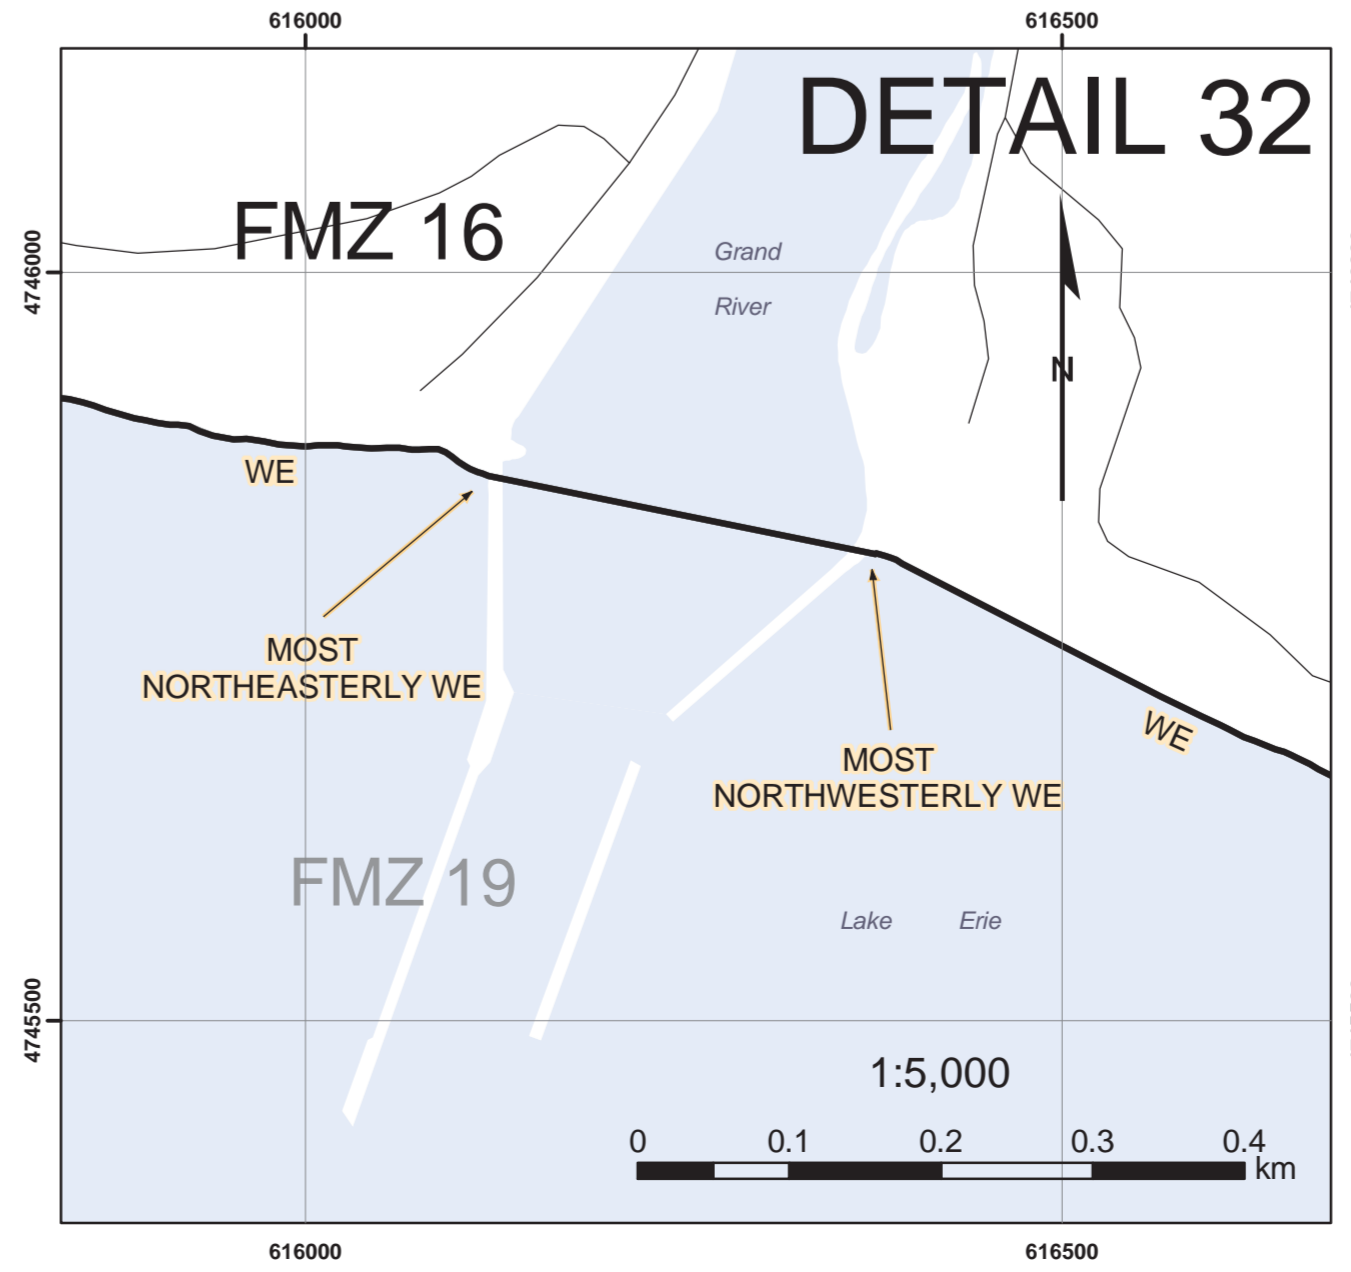 616000
616500
DETAIL 32
FMZ 16
Grand
4746000
River
N
WE
MOST
NORTHEASTERLY WE
WE
MOST
NORTHWESTERLY WE
FMZ 19
Lake Erie
4745500
1:5,000
0 0.1 0.2 0.3 0.4
km
616000
616500